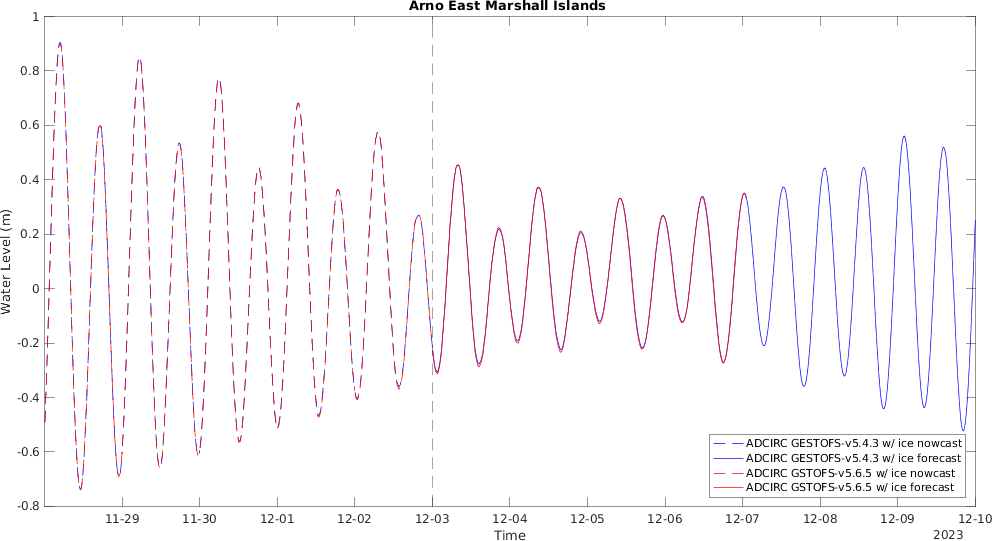 Arno East Marshall Islands
1
0.8
0.6
0.4
0.2
0
-0.2
-0.4
-0.6
-0.8
Water Level (m)
11-29 11-30 12-01 12-02 12-03 12-04 12-05 12-06 12-07 12-08 12-09 12-10
Time
2023
ADCIRC GESTOFS-v5.4.3 w/ ice nowcast
ADCIRC GESTOFS-v5.4.3 w/ ice forecast
ADCIRC GSTOFS-v5.6.5 w/ ice nowcast
ADCIRC GSTOFS-v5.6.5 w/ ice forecast